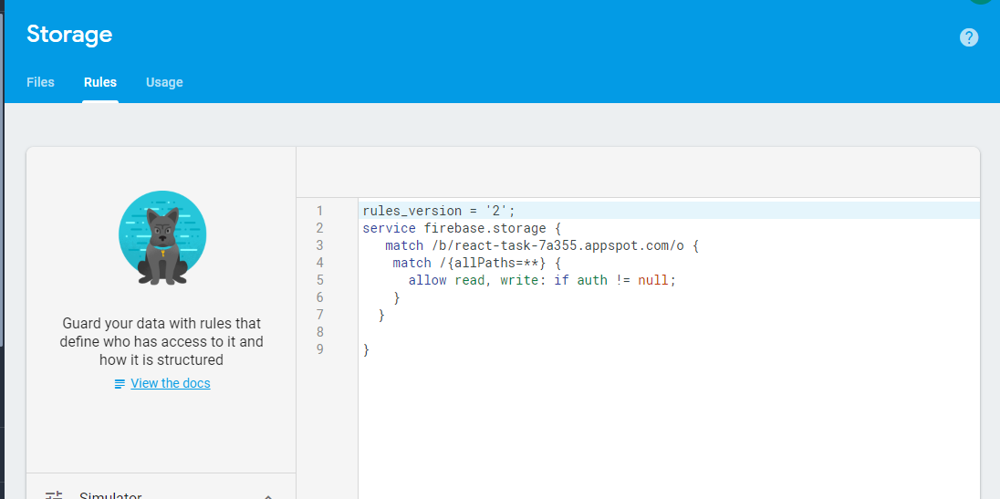 Storage
?
Files Rules Usage
Guard your data with rules that
define who has access to it and
how it is structured
View the docs
Simulator
1 rules_version = '2';
2 service firebase.storage {
3 match /b/react-task-7a355.appspot.com/o {
4 match /{allPaths=**} {
5 allow read, write: if auth != null;
6 }
7 }
8
9 }